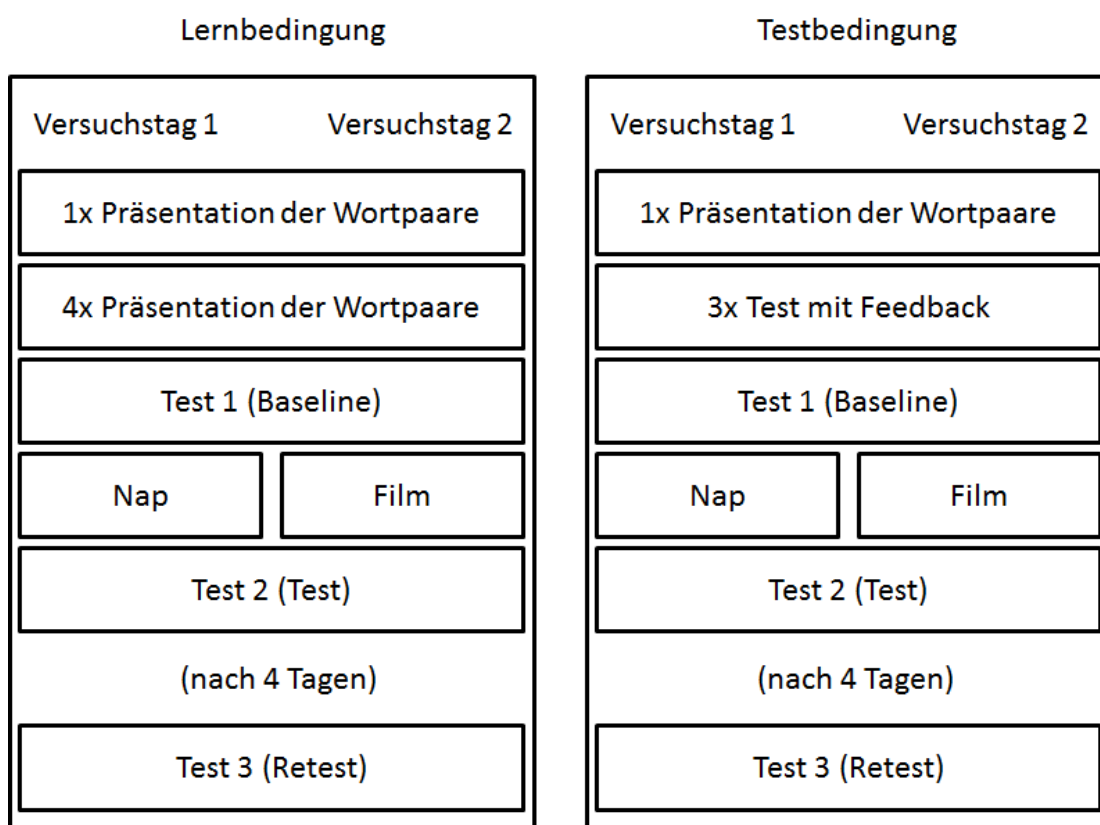 Lernbedingung
Versuchstag 1 Versuchstag 2
1x Präsentation der Wortpaare
4x Präsentation der Wortpaare
Test 1 (Baseline)
Nap Film
Test 2 (Test)
(nach 4 Tagen)
Test 3 (Retest)
Testbedingung
Versuchstag 1 Versuchstag 2
1x Präsentation der Wortpaare
3x Test mit Feedback
Test 1 (Baseline)
Nap Film
Test 2 (Test)
(nach 4 Tagen)
Test 3 (Retest)